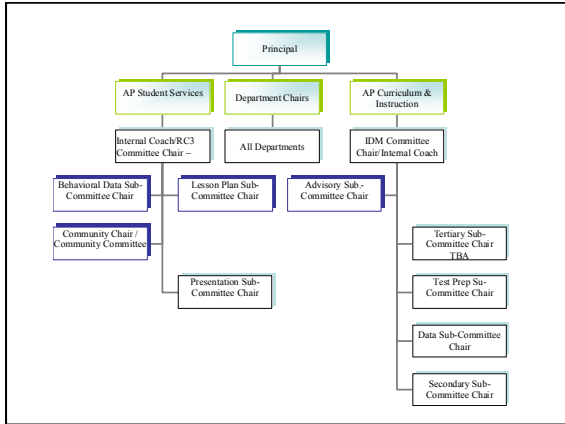 Principal
AP Student Services
Department Chairs
AP Curriculum &
Instruction
Internal Coach/RC3
Committee Chair –
All Departments
IDM Committee
Chair/Internal Coach
Behavioral Data Sub-
Committee Chair
Lesson Plan Sub-
Committee Chair
Advisory Sub.-
Committee Chair
Community Chair /
Community Committee
Tertiary Sub-
Committee Chair
TBA
Presentation Sub-
Committee Chair
Test Prep Su-
Committee Chair
Data Sub-Committee
Chair
Secondary Sub-
Committee Chair